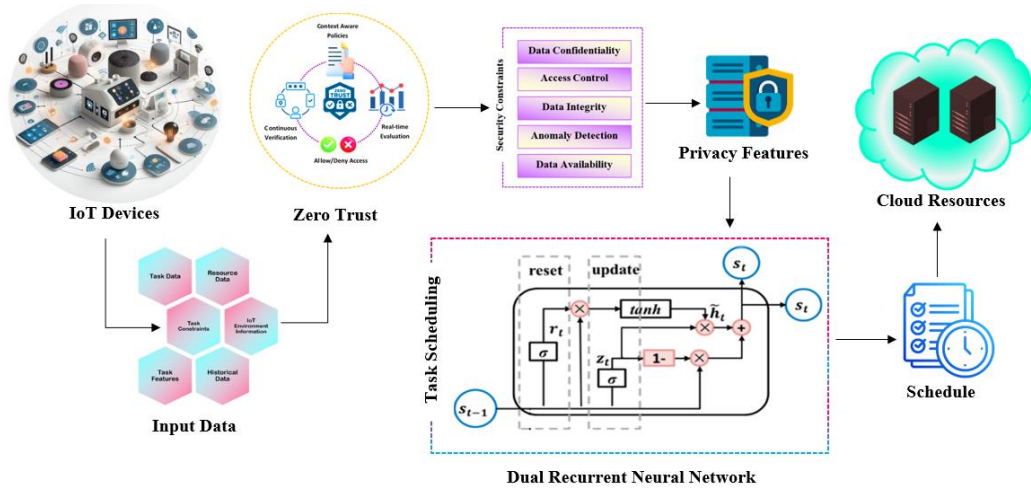 IoT Devices
Task Data
Resource
Data
Task
Constraints
IoT
Environment
Information
Task
Features
Historical
Data
Input Data
Context Aware
Policies
ZERO
TRUST
Continuous
Verification
Real-time
Evaluation
Allow/Deny Access
Zero Trust
Security Constraints
Data Confidentiality
Access Control
Data Integrity
Anomaly Detection
Data Availability
Privacy Features
Task Scheduling
reset
update
s_t
s_t
tanh
h̃_t
r_t
×
×
+
σ
z_t
1-
×
σ
s_{t-1}
Dual Recurrent Neural Network
Schedule
Cloud Resources